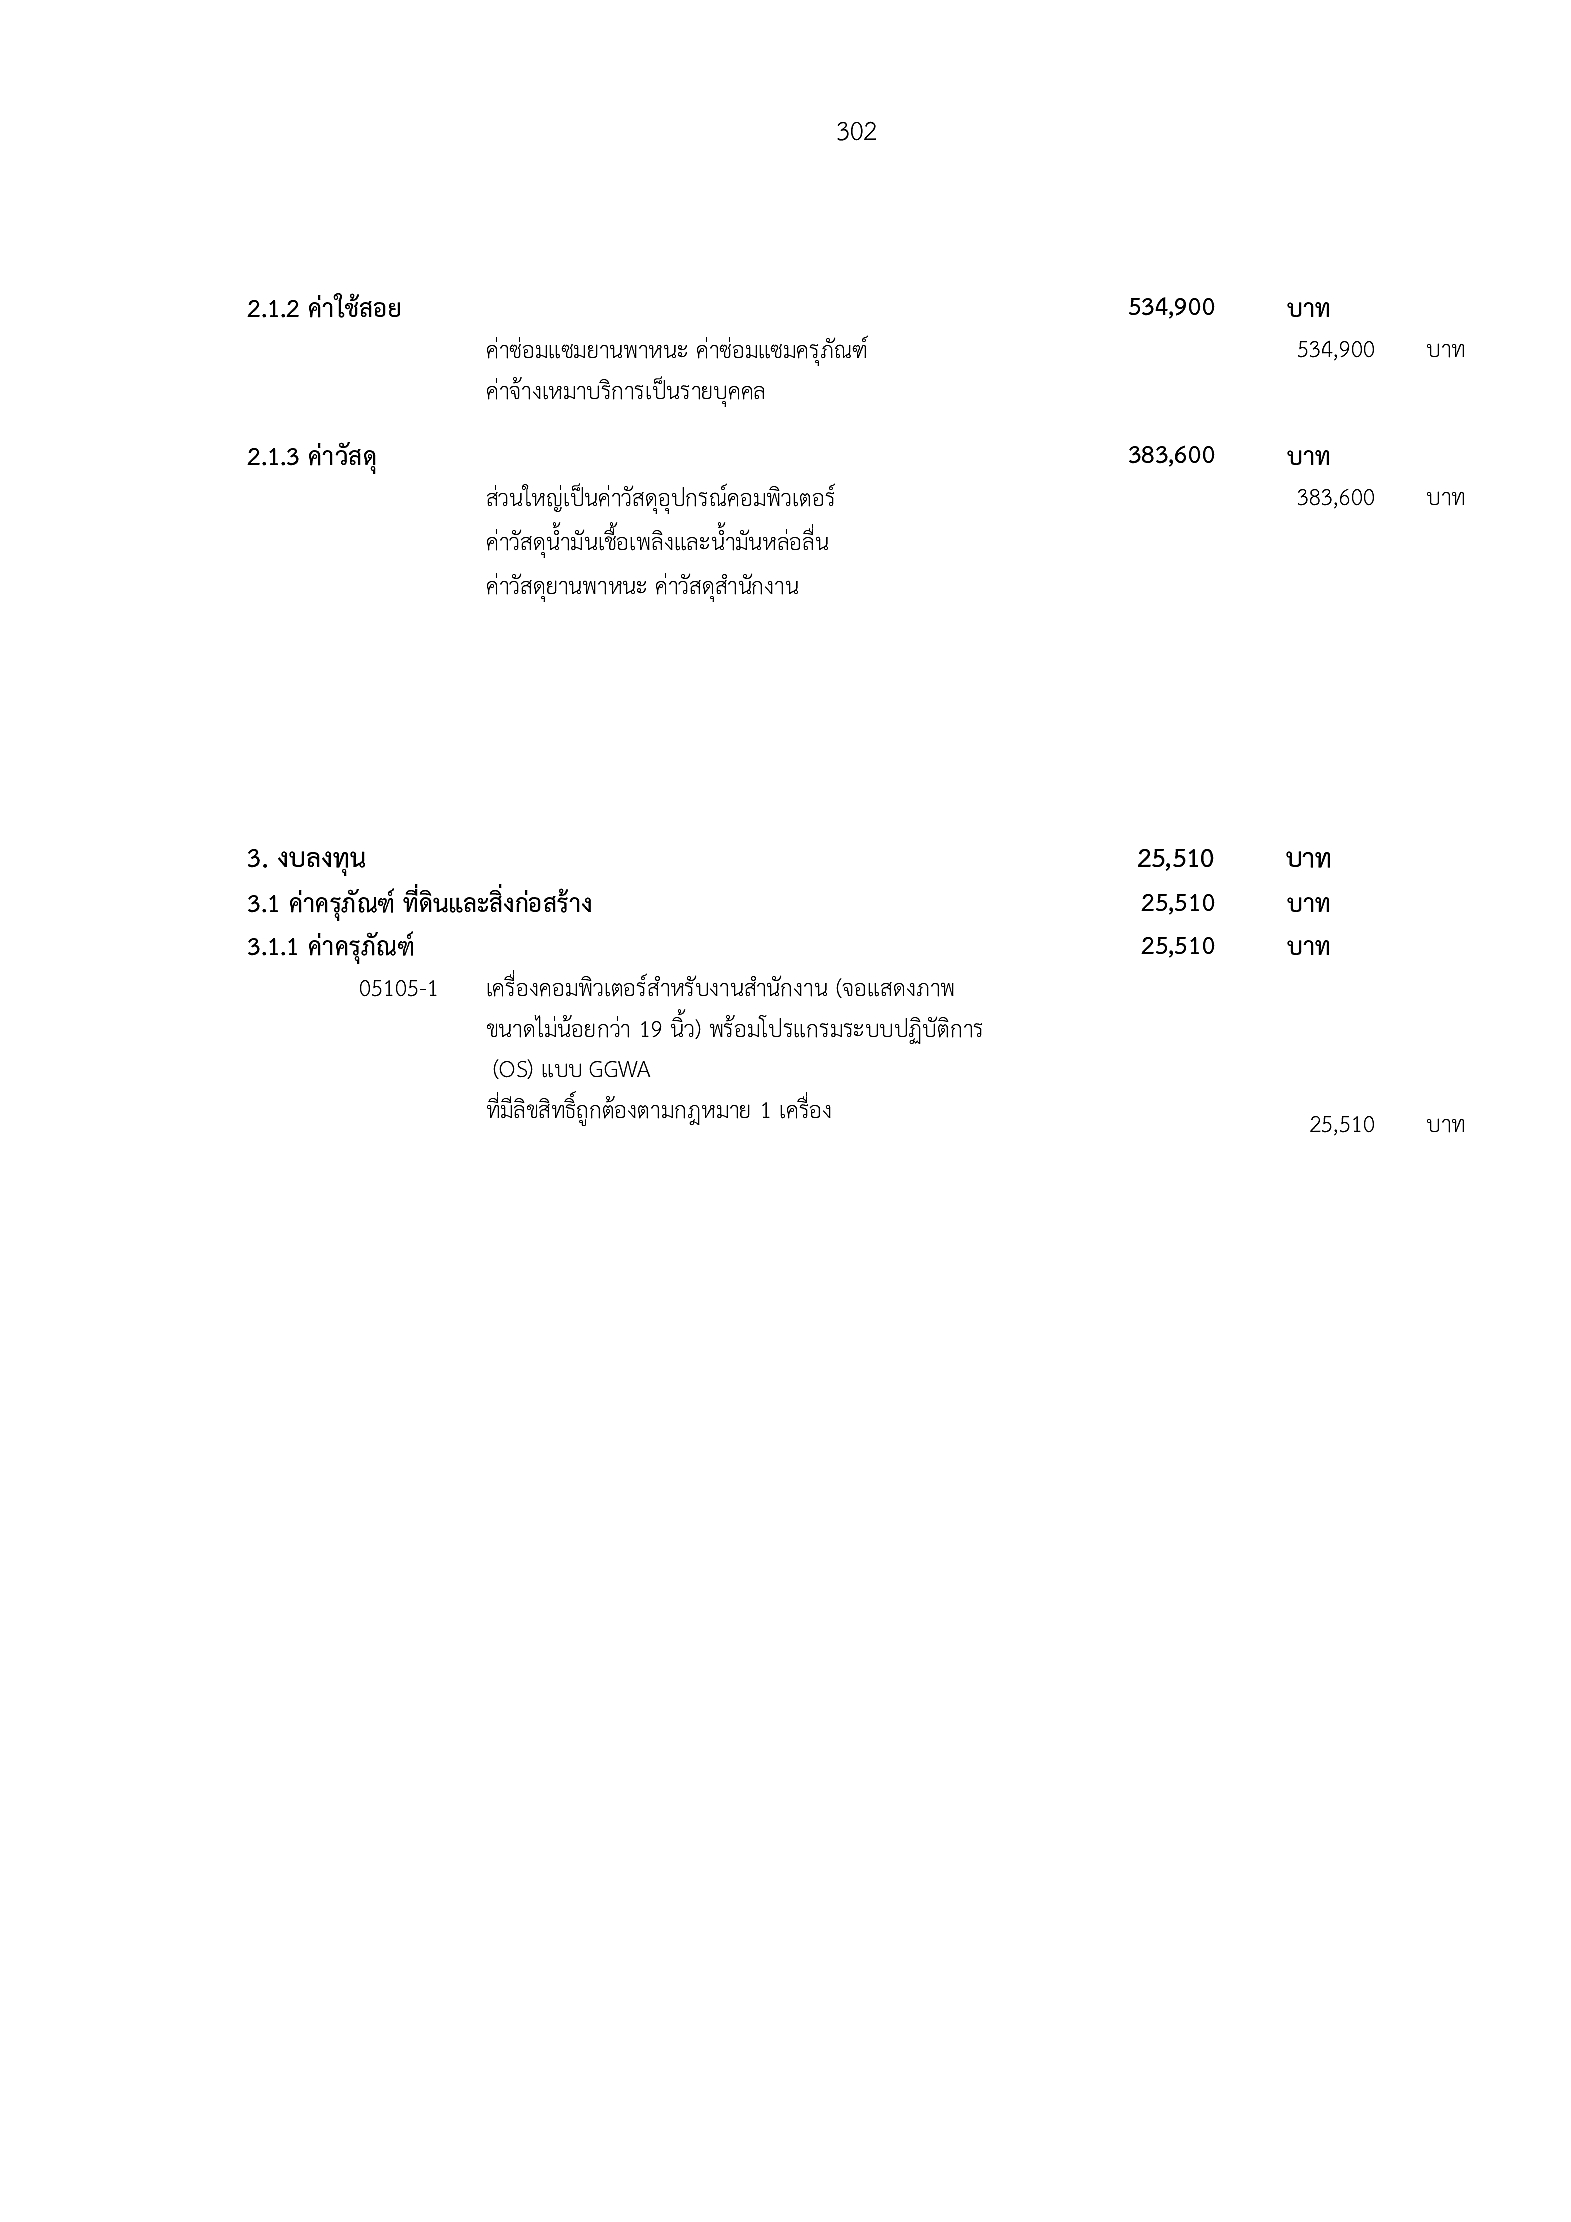 302
2.1.2 ค่าใช้สอย 534,900 บาท
ค่าซ่อมแซมยานพาหนะ ค่าซ่อมแซมครุภัณฑ์ 534,900 บาท
ค่าจ้างเหมาบริการเป็นรายบุคคล
2.1.3 ค่าวัสดุ 383,600 บาท
ส่วนใหญ่เป็นค่าวัสดุอุปกรณ์คอมพิวเตอร์ 383,600 บาท
ค่าวัสดุน้ำมันเชื้อเพลิงและน้ำมันหล่อลื่น
ค่าวัสดุยานพาหนะ ค่าวัสดุสำนักงาน
3. งบลงทุน 25,510 บาท
3.1 ค่าครุภัณฑ์ ที่ดินและสิ่งก่อสร้าง 25,510 บาท
3.1.1 ค่าครุภัณฑ์ 25,510 บาท
05105-1 เครื่องคอมพิวเตอร์สำหรับงานสำนักงาน (จอแสดงภาพ
ขนาดไม่น้อยกว่า 19 นิ้ว) พร้อมโปรแกรมระบบปฏิบัติการ
(OS) แบบ GGWA
ที่มีลิขสิทธิ์ถูกต้องตามกฎหมาย 1 เครื่อง 25,510 บาท